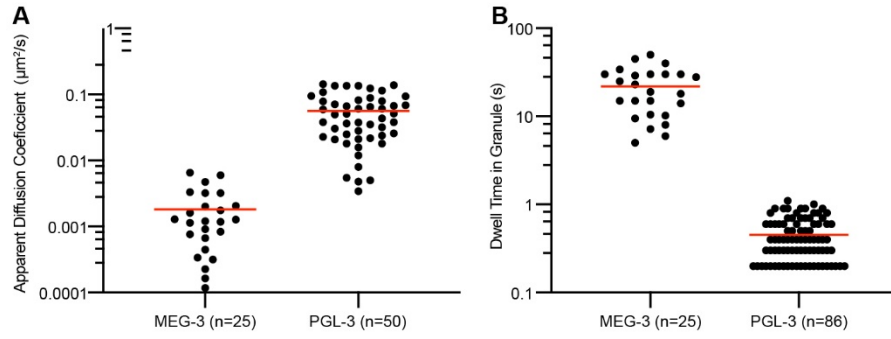 A
Apparent Diffusion Coeficcient (μm²/s)
1
0.1
0.01
0.001
0.0001
MEG-3 (n=25)
PGL-3 (n=50)
B
Dwell Time in Granule (s)
100
10
1
0.1
MEG-3 (n=25)
PGL-3 (n=86)